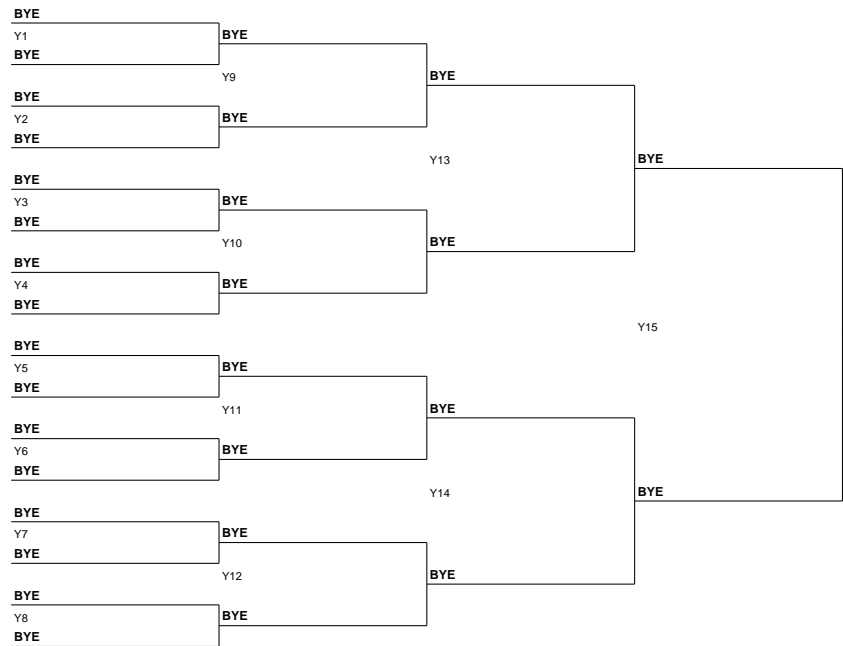 BYE
Y1 BYE
BYE
Y9 BYE
BYE
Y2 BYE
BYE
Y13 BYE
BYE
Y3 BYE
BYE
Y10 BYE
BYE
Y4 BYE
BYE
Y15
BYE
Y5 BYE
BYE
Y11 BYE
BYE
Y6 BYE
BYE
Y14 BYE
BYE
Y7 BYE
BYE
Y12 BYE
BYE
Y8 BYE
BYE